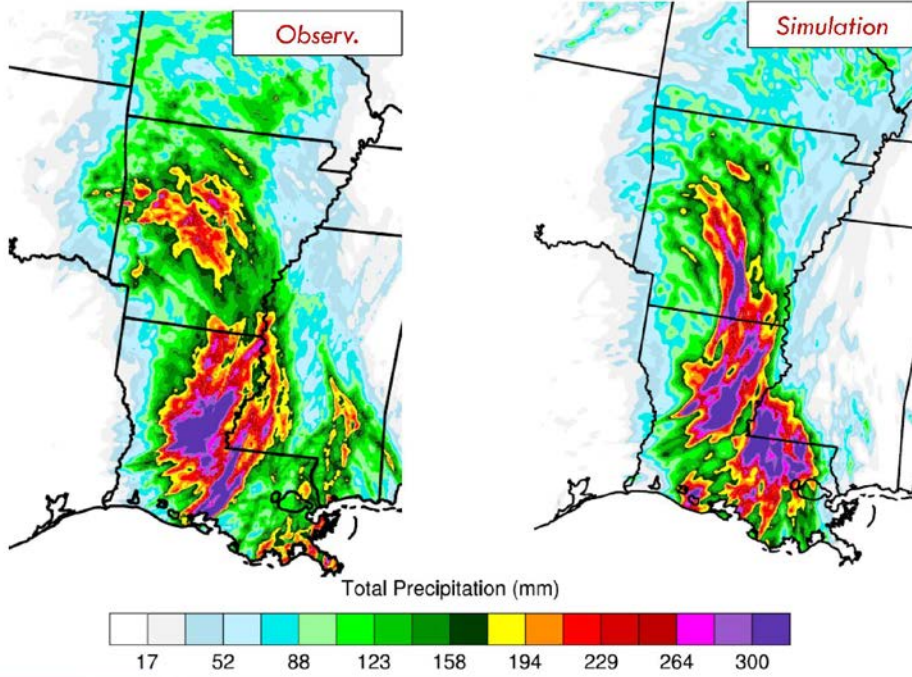 Observ.
Simulation
Total Precipitation (mm)
17 52 88 123 158 194 229 264 300